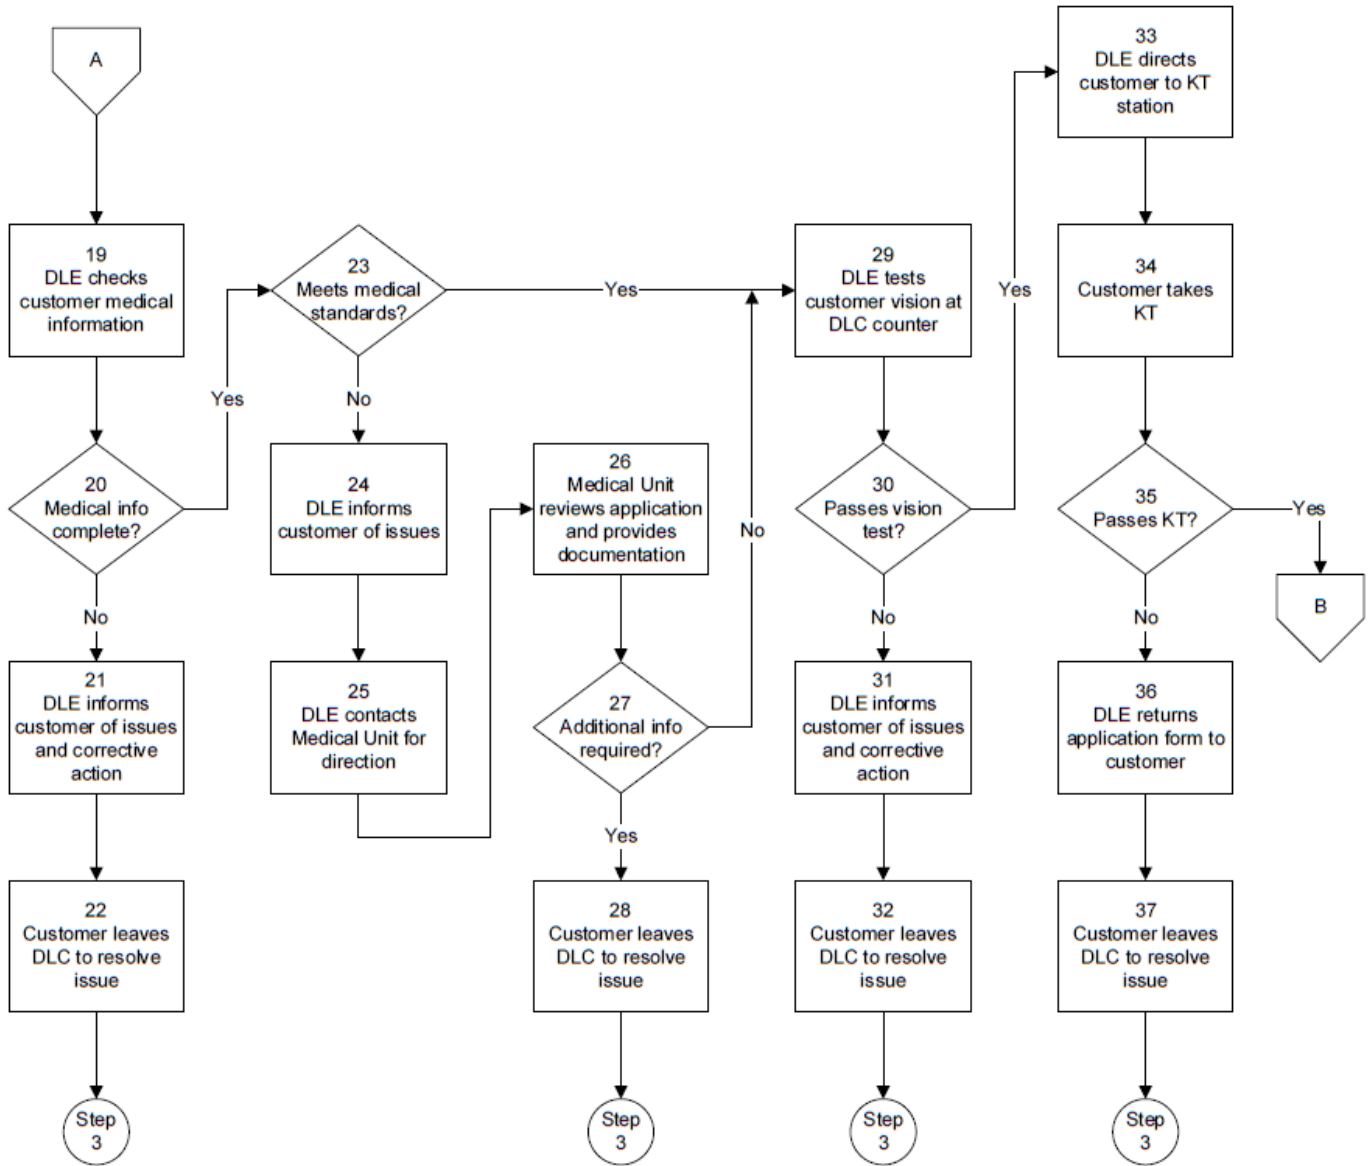 A
19
DLE checks
customer medical
information
20
Medical info
complete?
Yes
No
21
DLE informs
customer of issues
and corrective
action
22
Customer leaves
DLC to resolve
issue
Step
3
23
Meets medical
standards?
Yes
No
24
DLE informs
customer of issues
25
DLE contacts
Medical Unit for
direction
26
Medical Unit
reviews application
and provides
documentation
27
Additional info
required?
No
Yes
28
Customer leaves
DLC to resolve
issue
Step
3
29
DLE tests
customer vision at
DLC counter
30
Passes vision
test?
Yes
No
31
DLE informs
customer of issues
and corrective
action
32
Customer leaves
DLC to resolve
issue
Step
3
33
DLE directs
customer to KT
station
34
Customer takes
KT
35
Passes KT?
Yes
B
No
36
DLE returns
application form to
customer
37
Customer leaves
DLC to resolve
issue
Step
3